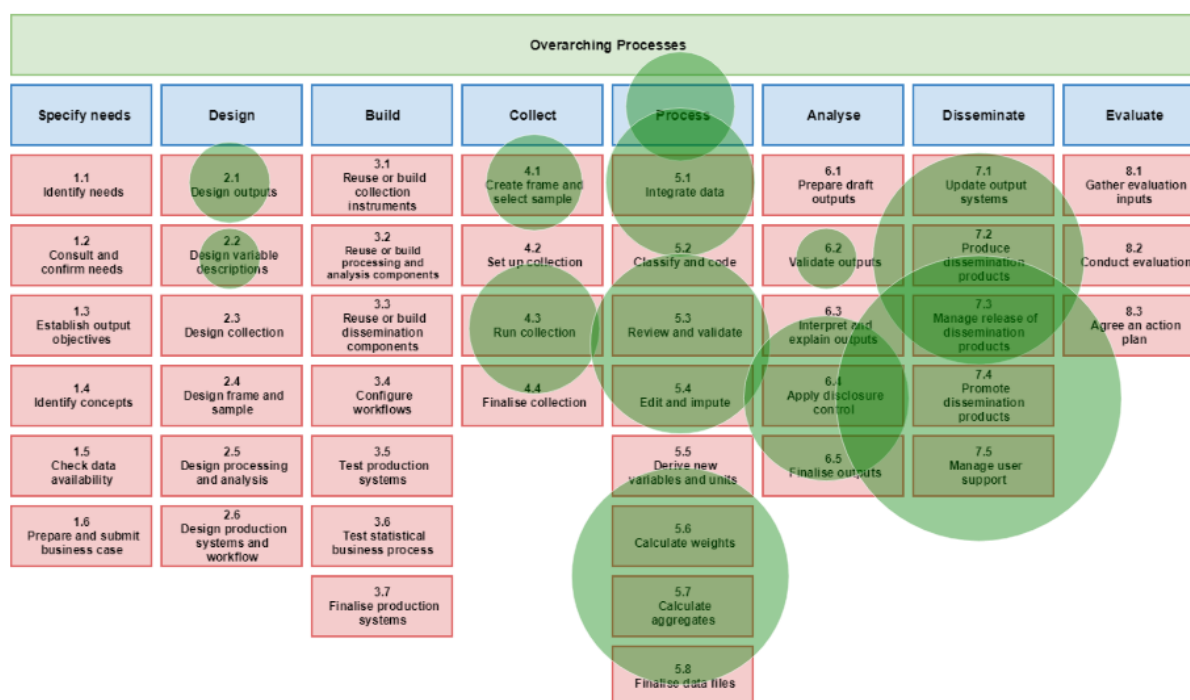 Overarching Processes
Specify needs
Design
Build
Collect
Process
Analyse
Disseminate
Evaluate
1.1
Identify needs
1.2
Consult and
confirm needs
1.3
Establish output
objectives
1.4
Identify concepts
1.5
Check data
availability
1.6
Prepare and submit
business case
2.1
Design outputs
2.2
Design variable
descriptions
2.3
Design collection
2.4
Design frame and
sample
2.5
Design processing
and analysis
2.6
Design production
systems and
workflow
3.1
Reuse or build
collection
instruments
3.2
Reuse or build
processing and
analysis components
3.3
Reuse or build
dissemination
components
3.4
Configure
workflows
3.5
Test production
systems
3.6
Test statistical
business process
3.7
Finalise production
systems
4.1
Create frame and
select sample
4.2
Set up collection
4.3
Run collection
4.4
Finalise collection
5.1
Integrate data
5.2
Classify and code
5.3
Review and validate
5.4
Edit and impute
5.5
Derive new
variables and units
5.6
Calculate weights
5.7
Calculate
aggregates
5.8
Finalise data files
6.1
Prepare draft
outputs
6.2
Validate outputs
6.3
Interpret and
explain outputs
6.4
Apply disclosure
control
6.5
Finalise outputs
7.1
Update output
systems
7.2
Produce
dissemination
products
7.3
Manage release of
dissemination
products
7.4
Promote
dissemination
products
7.5
Manage user
support
8.1
Gather evaluation
inputs
8.2
Conduct evaluation
8.3
Agree an action
plan